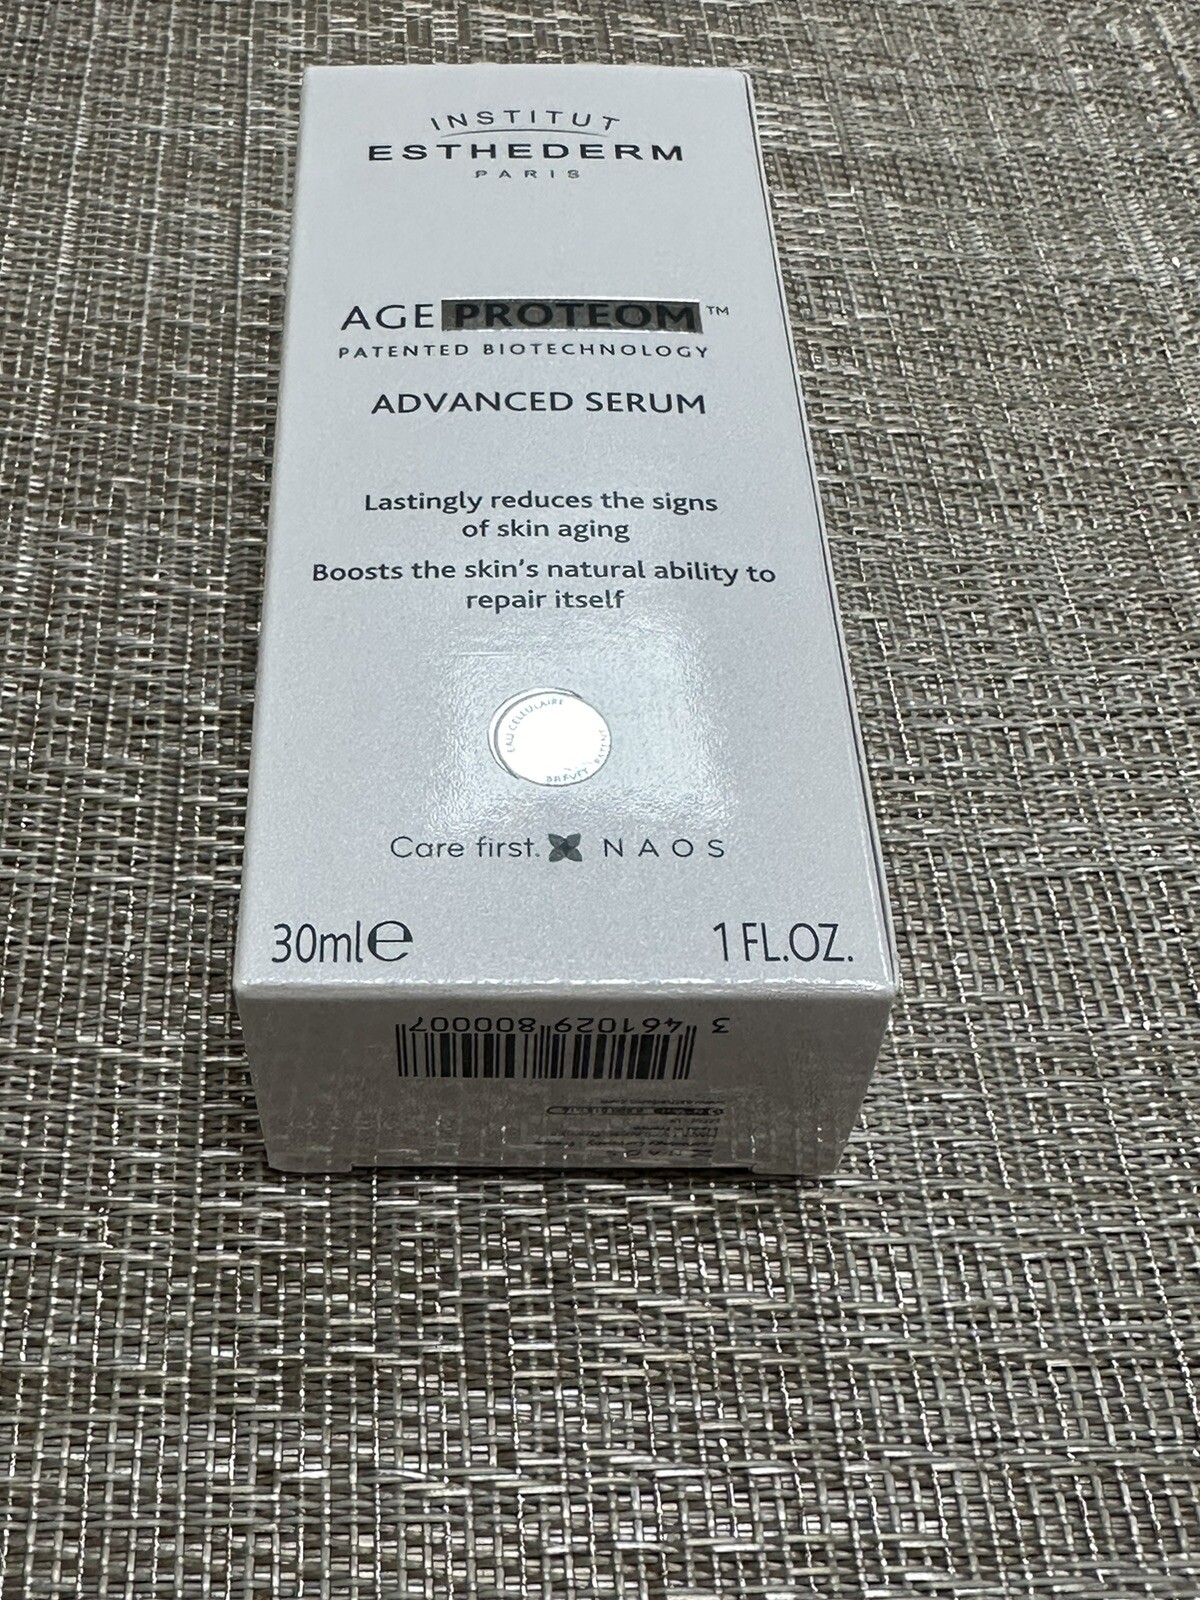 INSTITUT
ESTHEDERM
PARIS
AGE PROTEOM™
PATENTED BIOTECHNOLOGY
ADVANCED SERUM
Lastingly reduces the signs
of skin aging
Boosts the skin's natural ability to
repair itself
EAU CELLULAIRE
BREVET PATENT
Care first. NAOS
30ml℮ 1 FL.OZ.
3 461029 800007